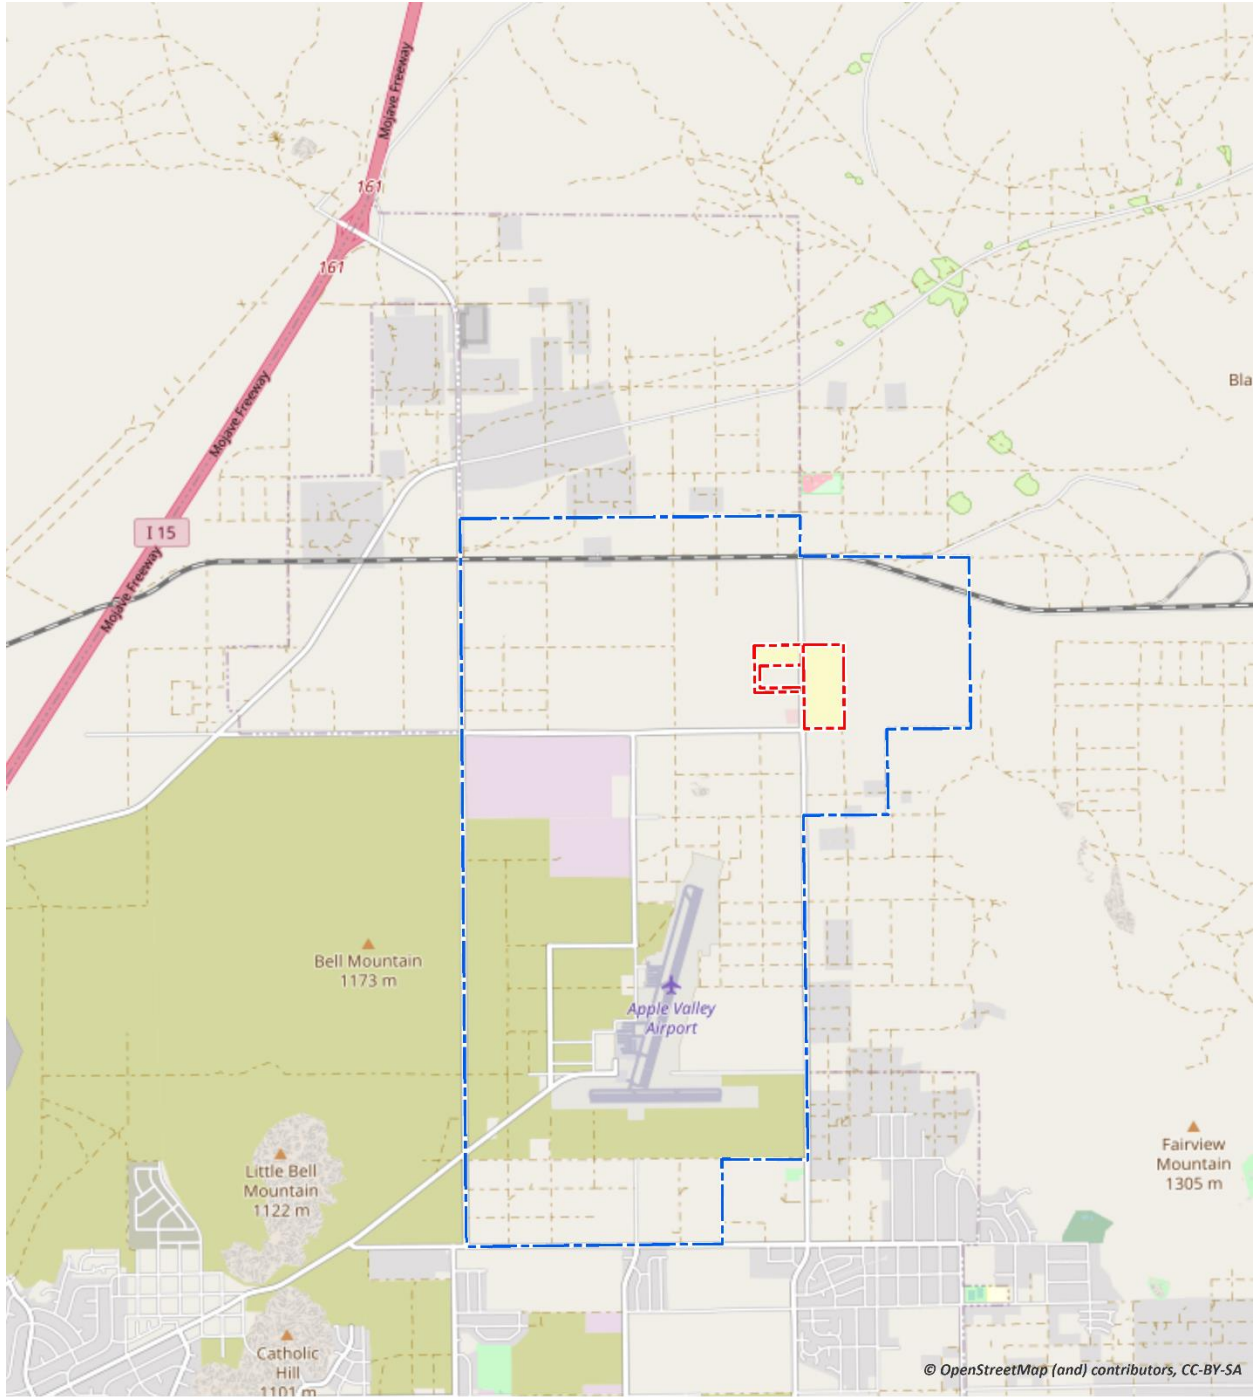 Mojave Freeway
161
161
Bla
Mojave Freeway
I 15
Mojave Freeway
Bell Mountain
1173 m
Apple Valley
Airport
Little Bell
Mountain
1122 m
Fairview
Mountain
1305 m
Catholic
Hill
1101 m
© OpenStreetMap (and) contributors, CC-BY-SA